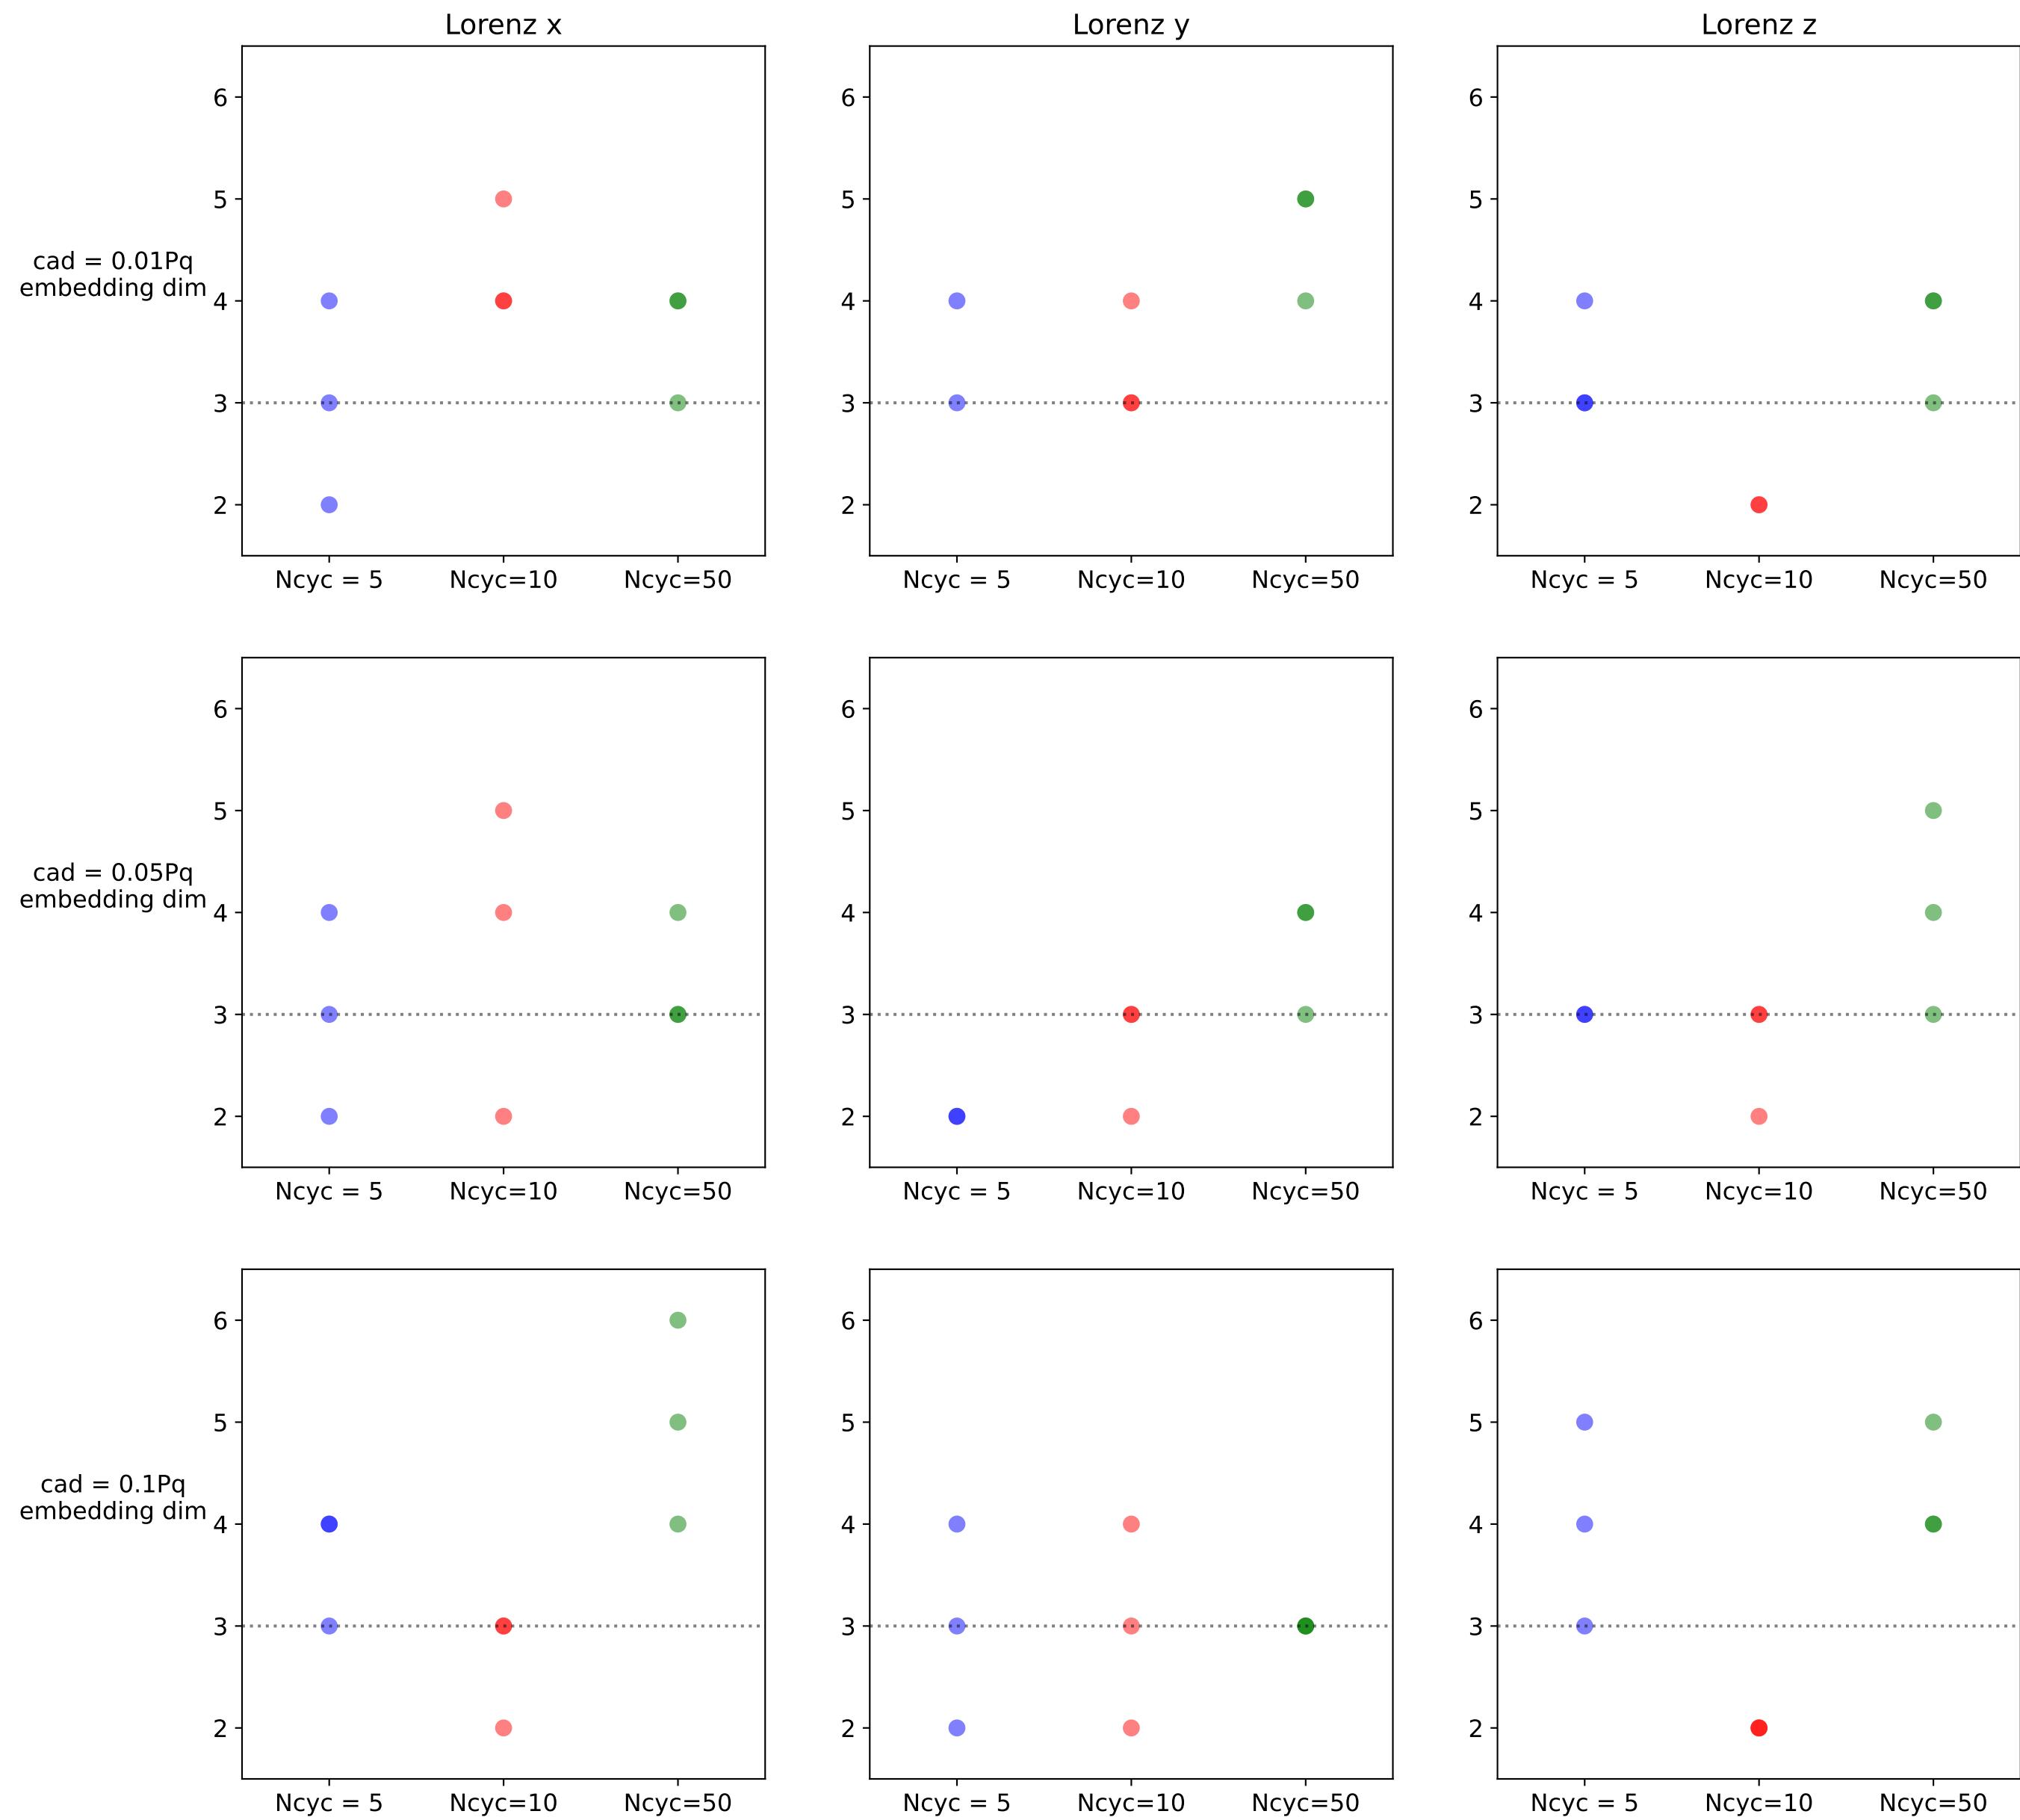 Lorenz x
Lorenz y
Lorenz z
cad = 0.01Pq
embedding dim
6
5
4
3
2
Ncyc = 5
Ncyc=10
Ncyc=50
6
5
4
3
2
Ncyc = 5
Ncyc=10
Ncyc=50
6
5
4
3
2
Ncyc = 5
Ncyc=10
Ncyc=50
cad = 0.05Pq
embedding dim
6
5
4
3
2
Ncyc = 5
Ncyc=10
Ncyc=50
6
5
4
3
2
Ncyc = 5
Ncyc=10
Ncyc=50
6
5
4
3
2
Ncyc = 5
Ncyc=10
Ncyc=50
cad = 0.1Pq
embedding dim
6
5
4
3
2
Ncyc = 5
Ncyc=10
Ncyc=50
6
5
4
3
2
Ncyc = 5
Ncyc=10
Ncyc=50
6
5
4
3
2
Ncyc = 5
Ncyc=10
Ncyc=50